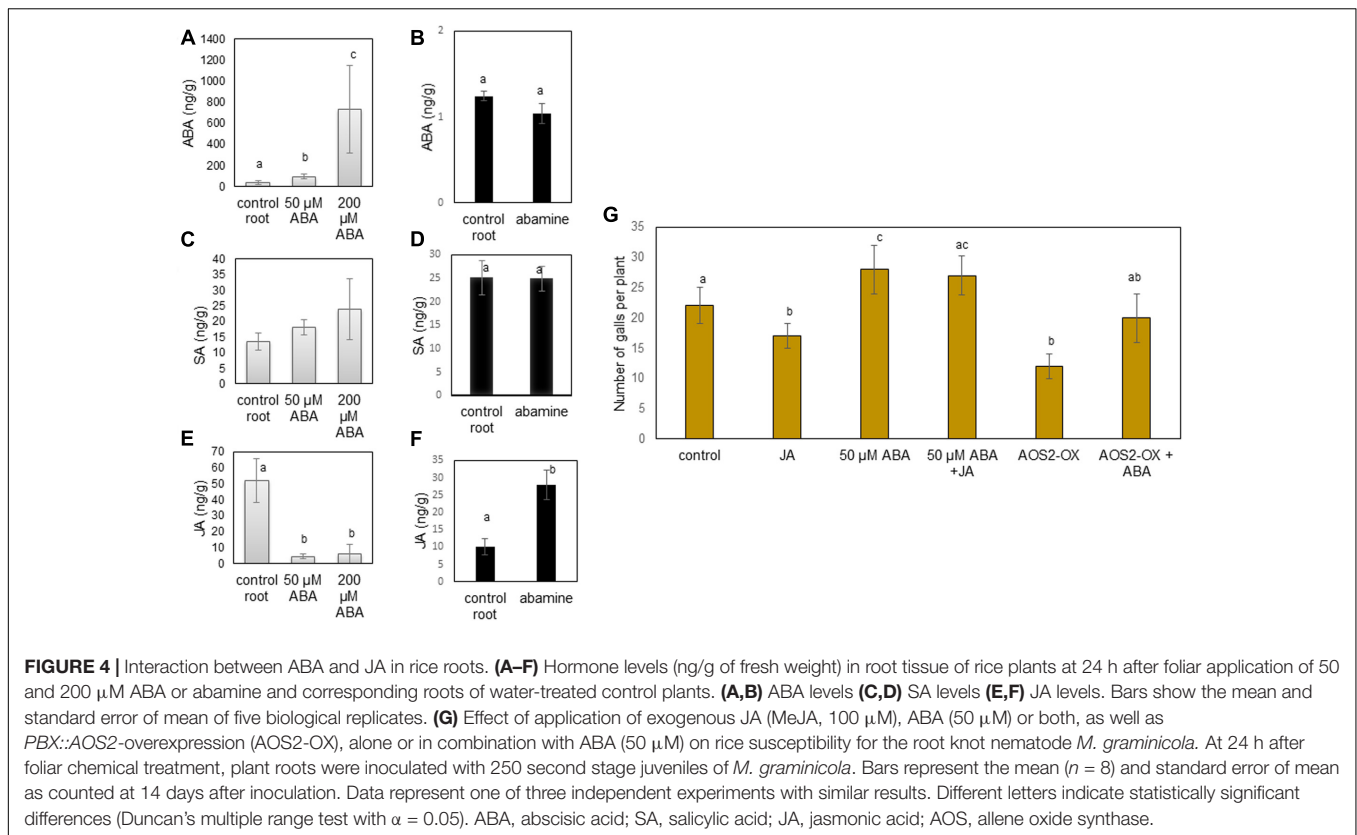 A
1400
1200
1000
800
600
400
200
0
ABA (ng/g)
a
b
c
control root
50 µM ABA
200 µM ABA
B
2
1
0
ABA (ng/g)
a
a
control root
abamine
C
40
35
30
25
20
15
10
5
0
SA (ng/g)
control root
50 µM ABA
200 µM ABA
D
30
25
20
15
10
5
0
SA (ng/g)
a
a
control root
abamine
E
70
60
50
40
30
20
10
0
JA (ng/g)
a
b
b
control root
50 µM ABA
200 µM ABA
F
35
30
25
20
15
10
5
0
JA (ng/g)
a
b
control root
abamine
G
35
30
25
20
15
10
5
0
Number of galls per plant
a
b
c
ac
b
ab
control
JA
50 µM ABA
50 µM ABA +JA
AOS2-OX
AOS2-OX + ABA
FIGURE 4 | Interaction between ABA and JA in rice roots. (A–F) Hormone levels (ng/g of fresh weight) in root tissue of rice plants at 24 h after foliar application of 50
and 200 µM ABA or abamine and corresponding roots of water-treated control plants. (A,B) ABA levels (C,D) SA levels (E,F) JA levels. Bars show the mean and
standard error of mean of five biological replicates. (G) Effect of application of exogenous JA (MeJA, 100 µM), ABA (50 µM) or both, as well as
PBX::AOS2-overexpression (AOS2-OX), alone or in combination with ABA (50 µM) on rice susceptibility for the root knot nematode M. graminicola. At 24 h after
foliar chemical treatment, plant roots were inoculated with 250 second stage juveniles of M. graminicola. Bars represent the mean (n = 8) and standard error of mean
as counted at 14 days after inoculation. Data represent one of three independent experiments with similar results. Different letters indicate statistically significant
differences (Duncan's multiple range test with α = 0.05). ABA, abscisic acid; SA, salicylic acid; JA, jasmonic acid; AOS, allene oxide synthase.